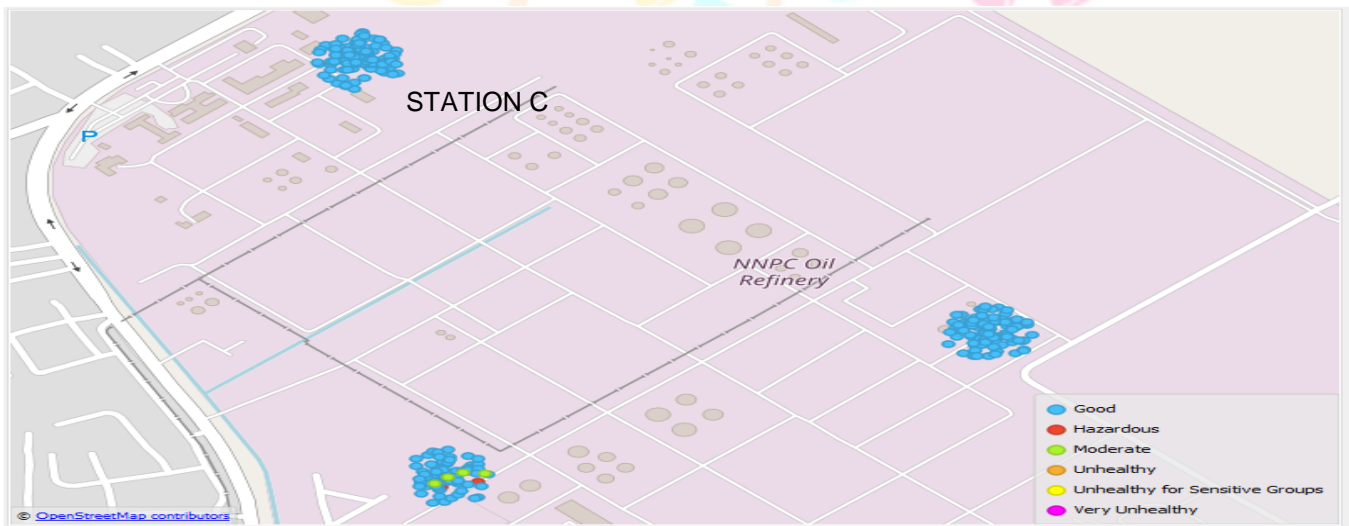 STATION C
P
NNPC Oil
Refinery
Good
Hazardous
Moderate
Unhealthy
Unhealthy for Sensitive Groups
Very Unhealthy
© OpenStreetMap contributors